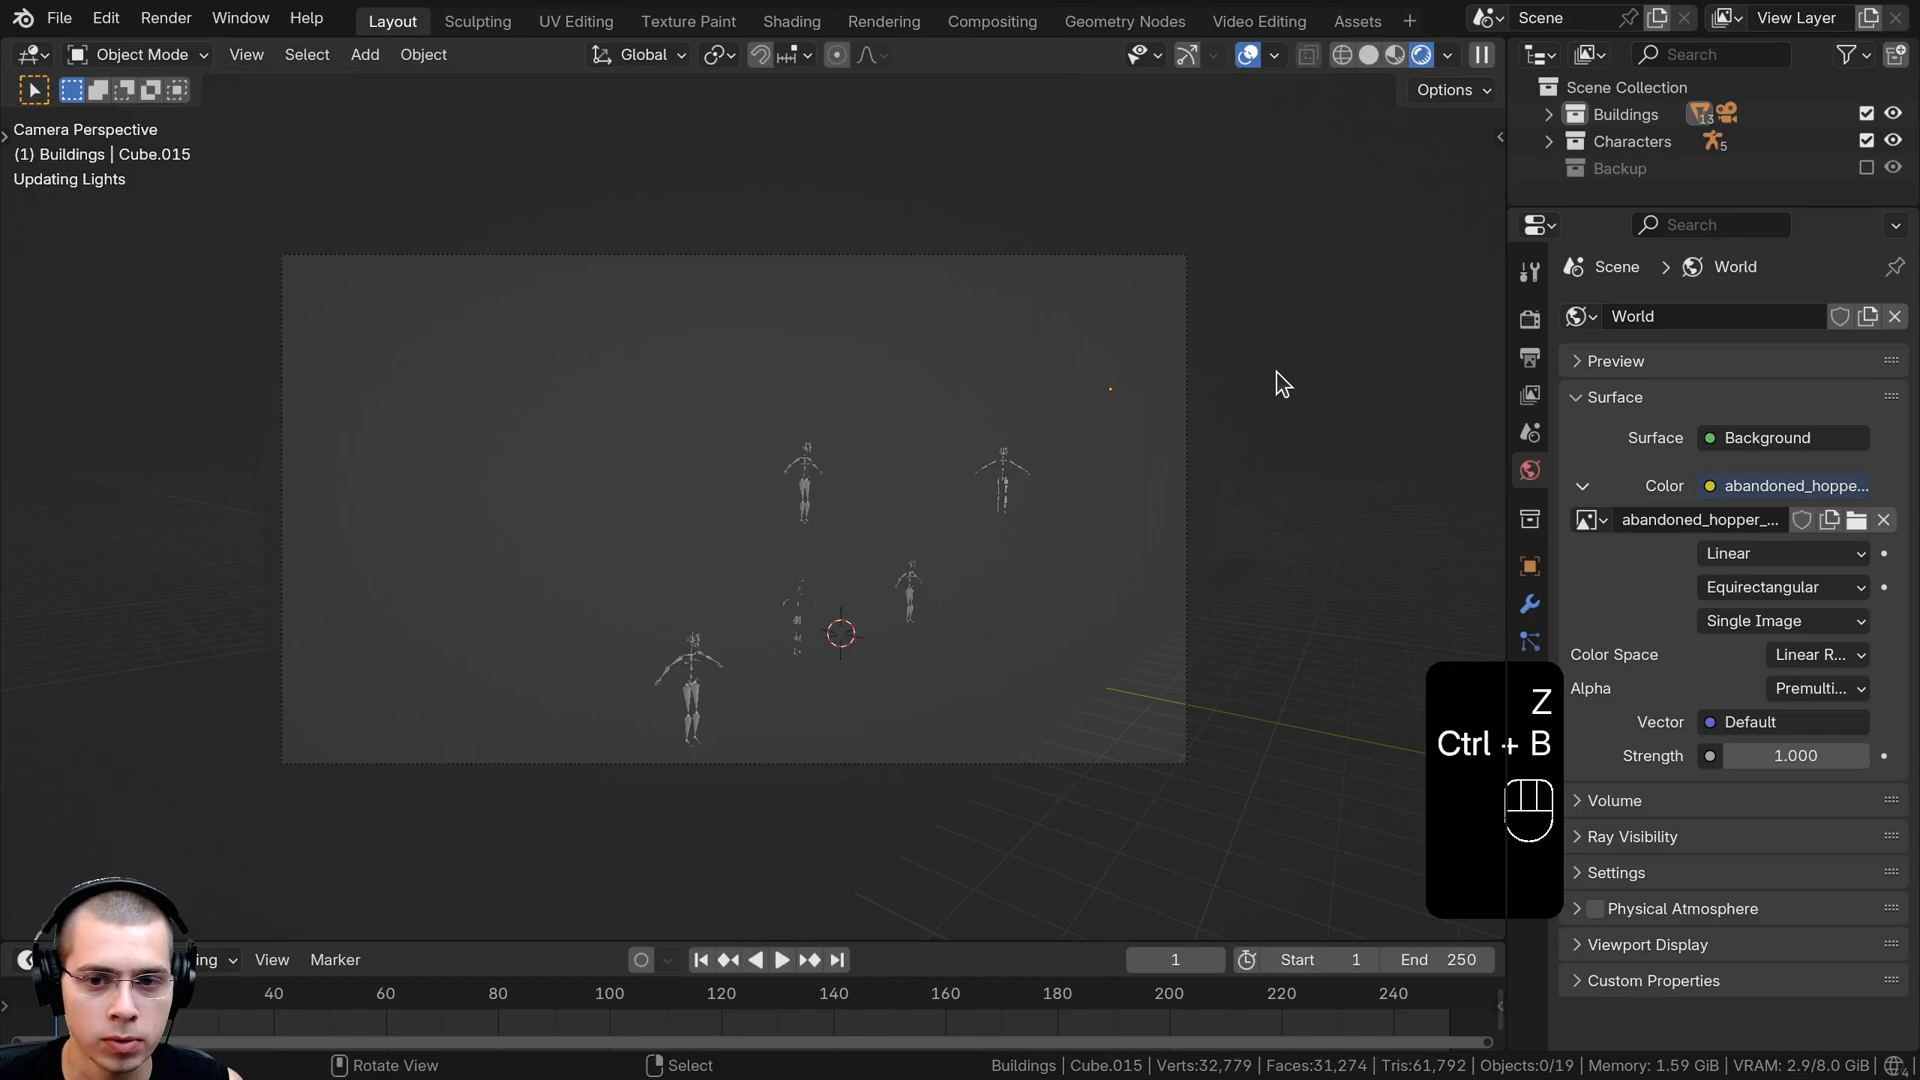 File Edit Render Window Help Layout Sculpting UV Editing Texture Paint Shading Rendering Compositing Geometry Nodes Video Editing Assets Scene View Layer
Object Mode View Select Add Object Global Search
Options
Camera Perspective
(1) Buildings | Cube.015
Updating Lights
Scene Collection
Buildings 13
Characters 5
Backup
Search
Scene World
World
Preview
Surface
Surface Background
Color abandoned_hoppe...
abandoned_hopper_...
Linear
Equirectangular
Single Image
Color Space Linear R...
Alpha Premulti...
Vector Default
Strength 1.000
Volume
Ray Visibility
Settings
Physical Atmosphere
Viewport Display
Custom Properties
Z
Ctrl + B
ing View Marker 1 Start 1 End 250
40 60 80 100 120 140 160 180 200 220 240
Rotate View Select Buildings | Cube.015 | Verts:32,779 | Faces:31,274 | Tris:61,792 | Objects:0/19 | Memory: 1.59 GiB | VRAM: 2.9/8.0 GiB | 4